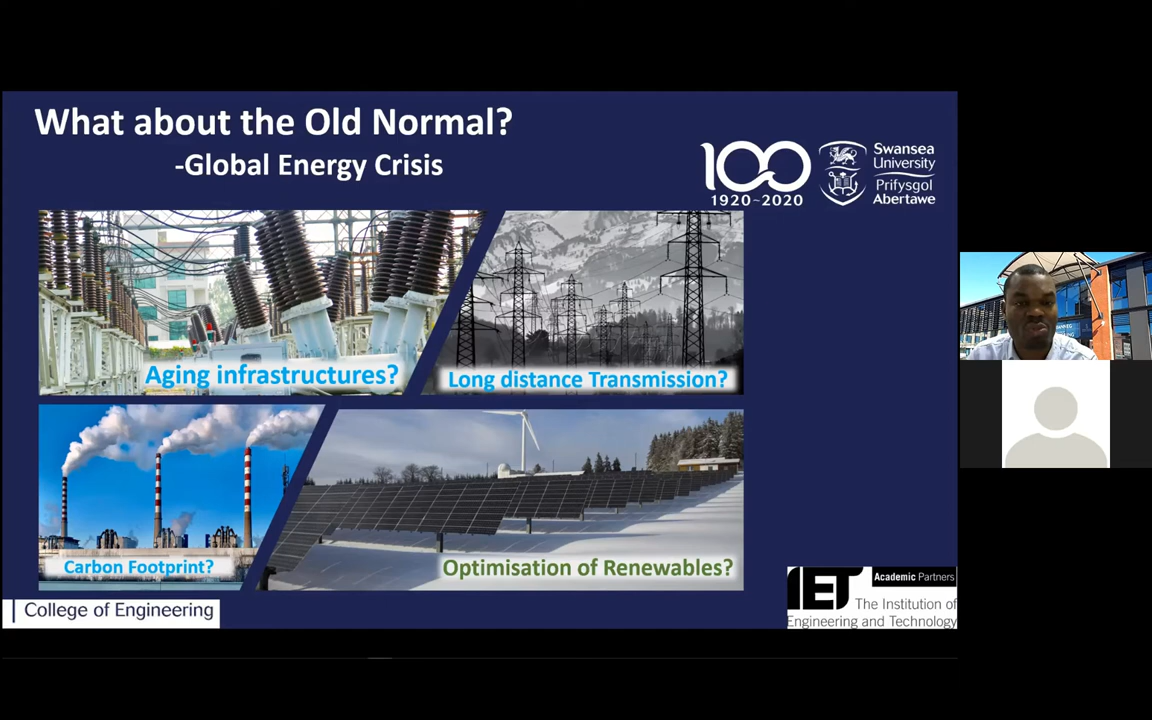 What about the Old Normal?
-Global Energy Crisis
100
1920~2020
Swansea
University
Prifysgol
Abertawe
Aging infrastructures?
Long distance Transmission?
Carbon Footprint?
Optimisation of Renewables?
College of Engineering
IET
Academic Partners
The Institution of
Engineering and Technology